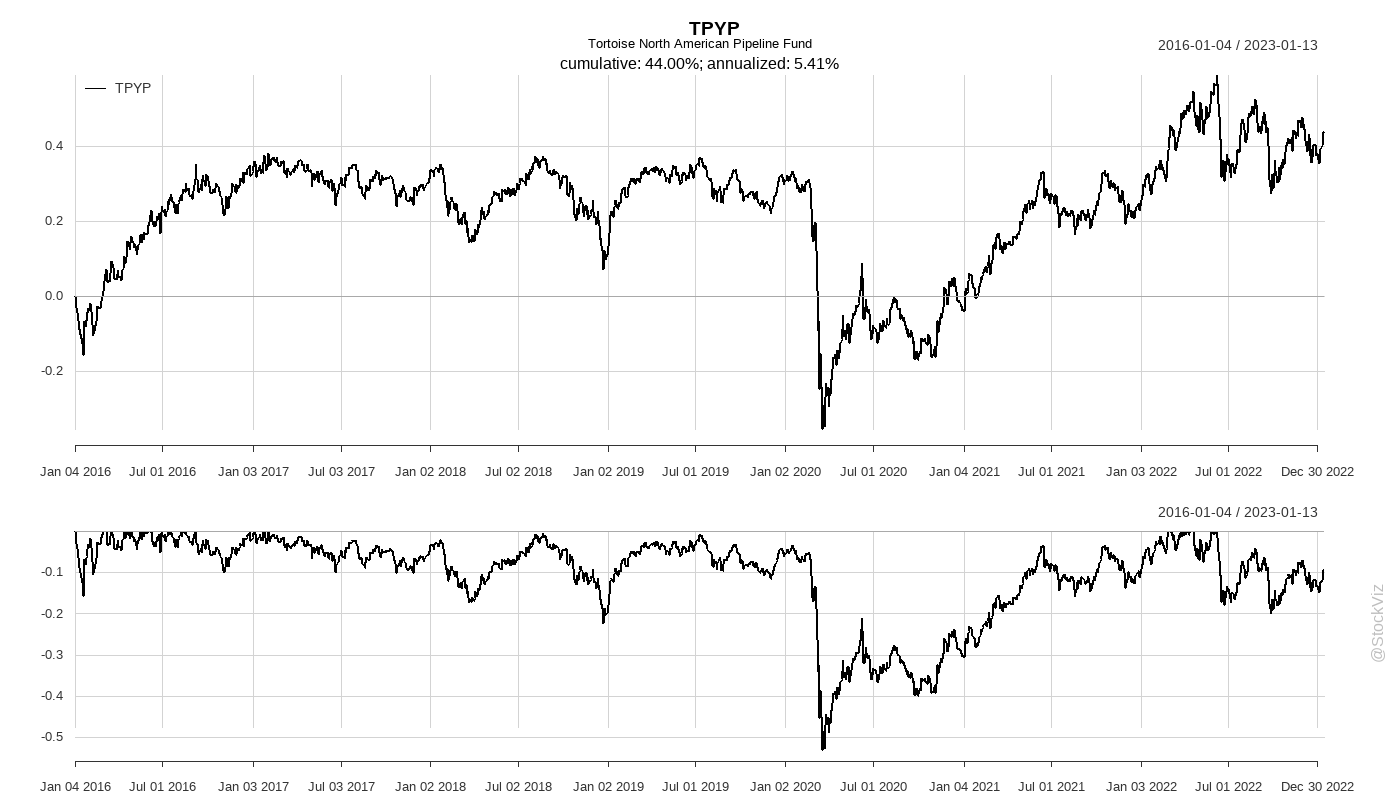 TPYP
Tortoise North American Pipeline Fund
cumulative: 44.00%; annualized: 5.41%
2016-01-04 / 2023-01-13
TPYP
0.4
0.2
0.0
-0.2
Jan 04 2016 Jul 01 2016 Jan 03 2017 Jul 03 2017 Jan 02 2018 Jul 02 2018 Jan 02 2019 Jul 01 2019 Jan 02 2020 Jul 01 2020 Jan 04 2021 Jul 01 2021 Jan 03 2022 Jul 01 2022 Dec 30 2022
2016-01-04 / 2023-01-13
-0.1
-0.2
-0.3
-0.4
-0.5
Jan 04 2016 Jul 01 2016 Jan 03 2017 Jul 03 2017 Jan 02 2018 Jul 02 2018 Jan 02 2019 Jul 01 2019 Jan 02 2020 Jul 01 2020 Jan 04 2021 Jul 01 2021 Jan 03 2022 Jul 01 2022 Dec 30 2022
@StockViz